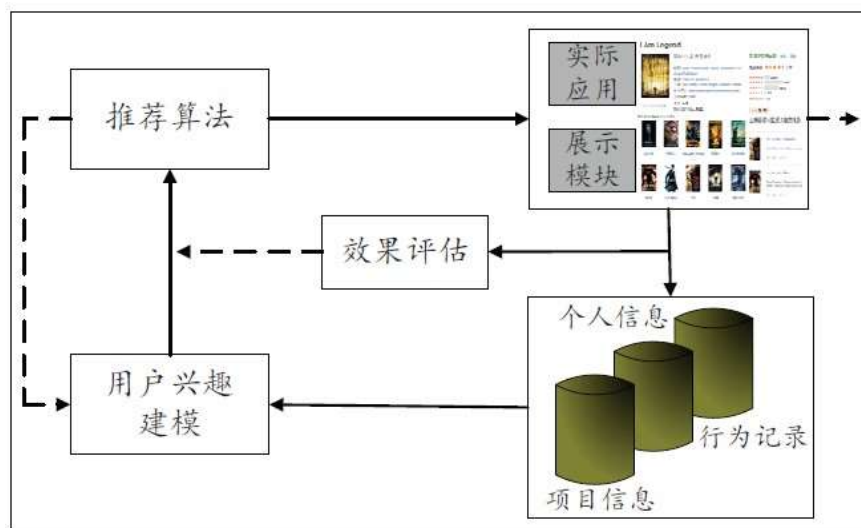 I Am Legend
实际
应用
推荐算法
展示
模块
效果评估
个人信息
用户兴趣
建模
行为记录
项目信息